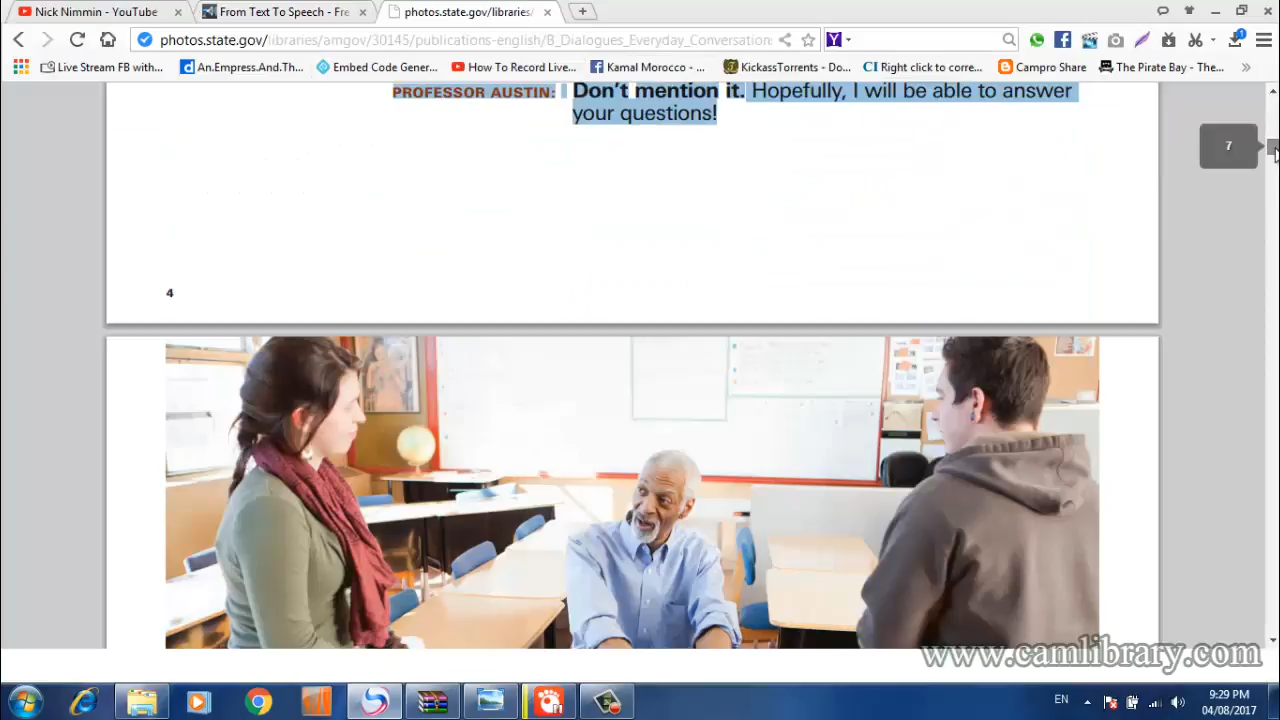 Nick Nimmin - YouTube
From Text To Speech - Fre
photos.state.gov/libraries/
photos.state.gov/libraries/amgov/30145/publications-english/B_Dialogues_Everyday_Conversation
Live Stream FB with...
An.Empress.And.Th...
Embed Code Gener...
How To Record Live...
Kamal Morocco - ...
KickassTorrents - Do...
CI Right click to corre...
Campro Share
The Pirate Bay - Th...
PROFESSOR AUSTIN: Don't mention it. Hopefully, I will be able to answer
your questions!
7
4
www.camlibrary.com
EN
9:29 PM
04/08/2017